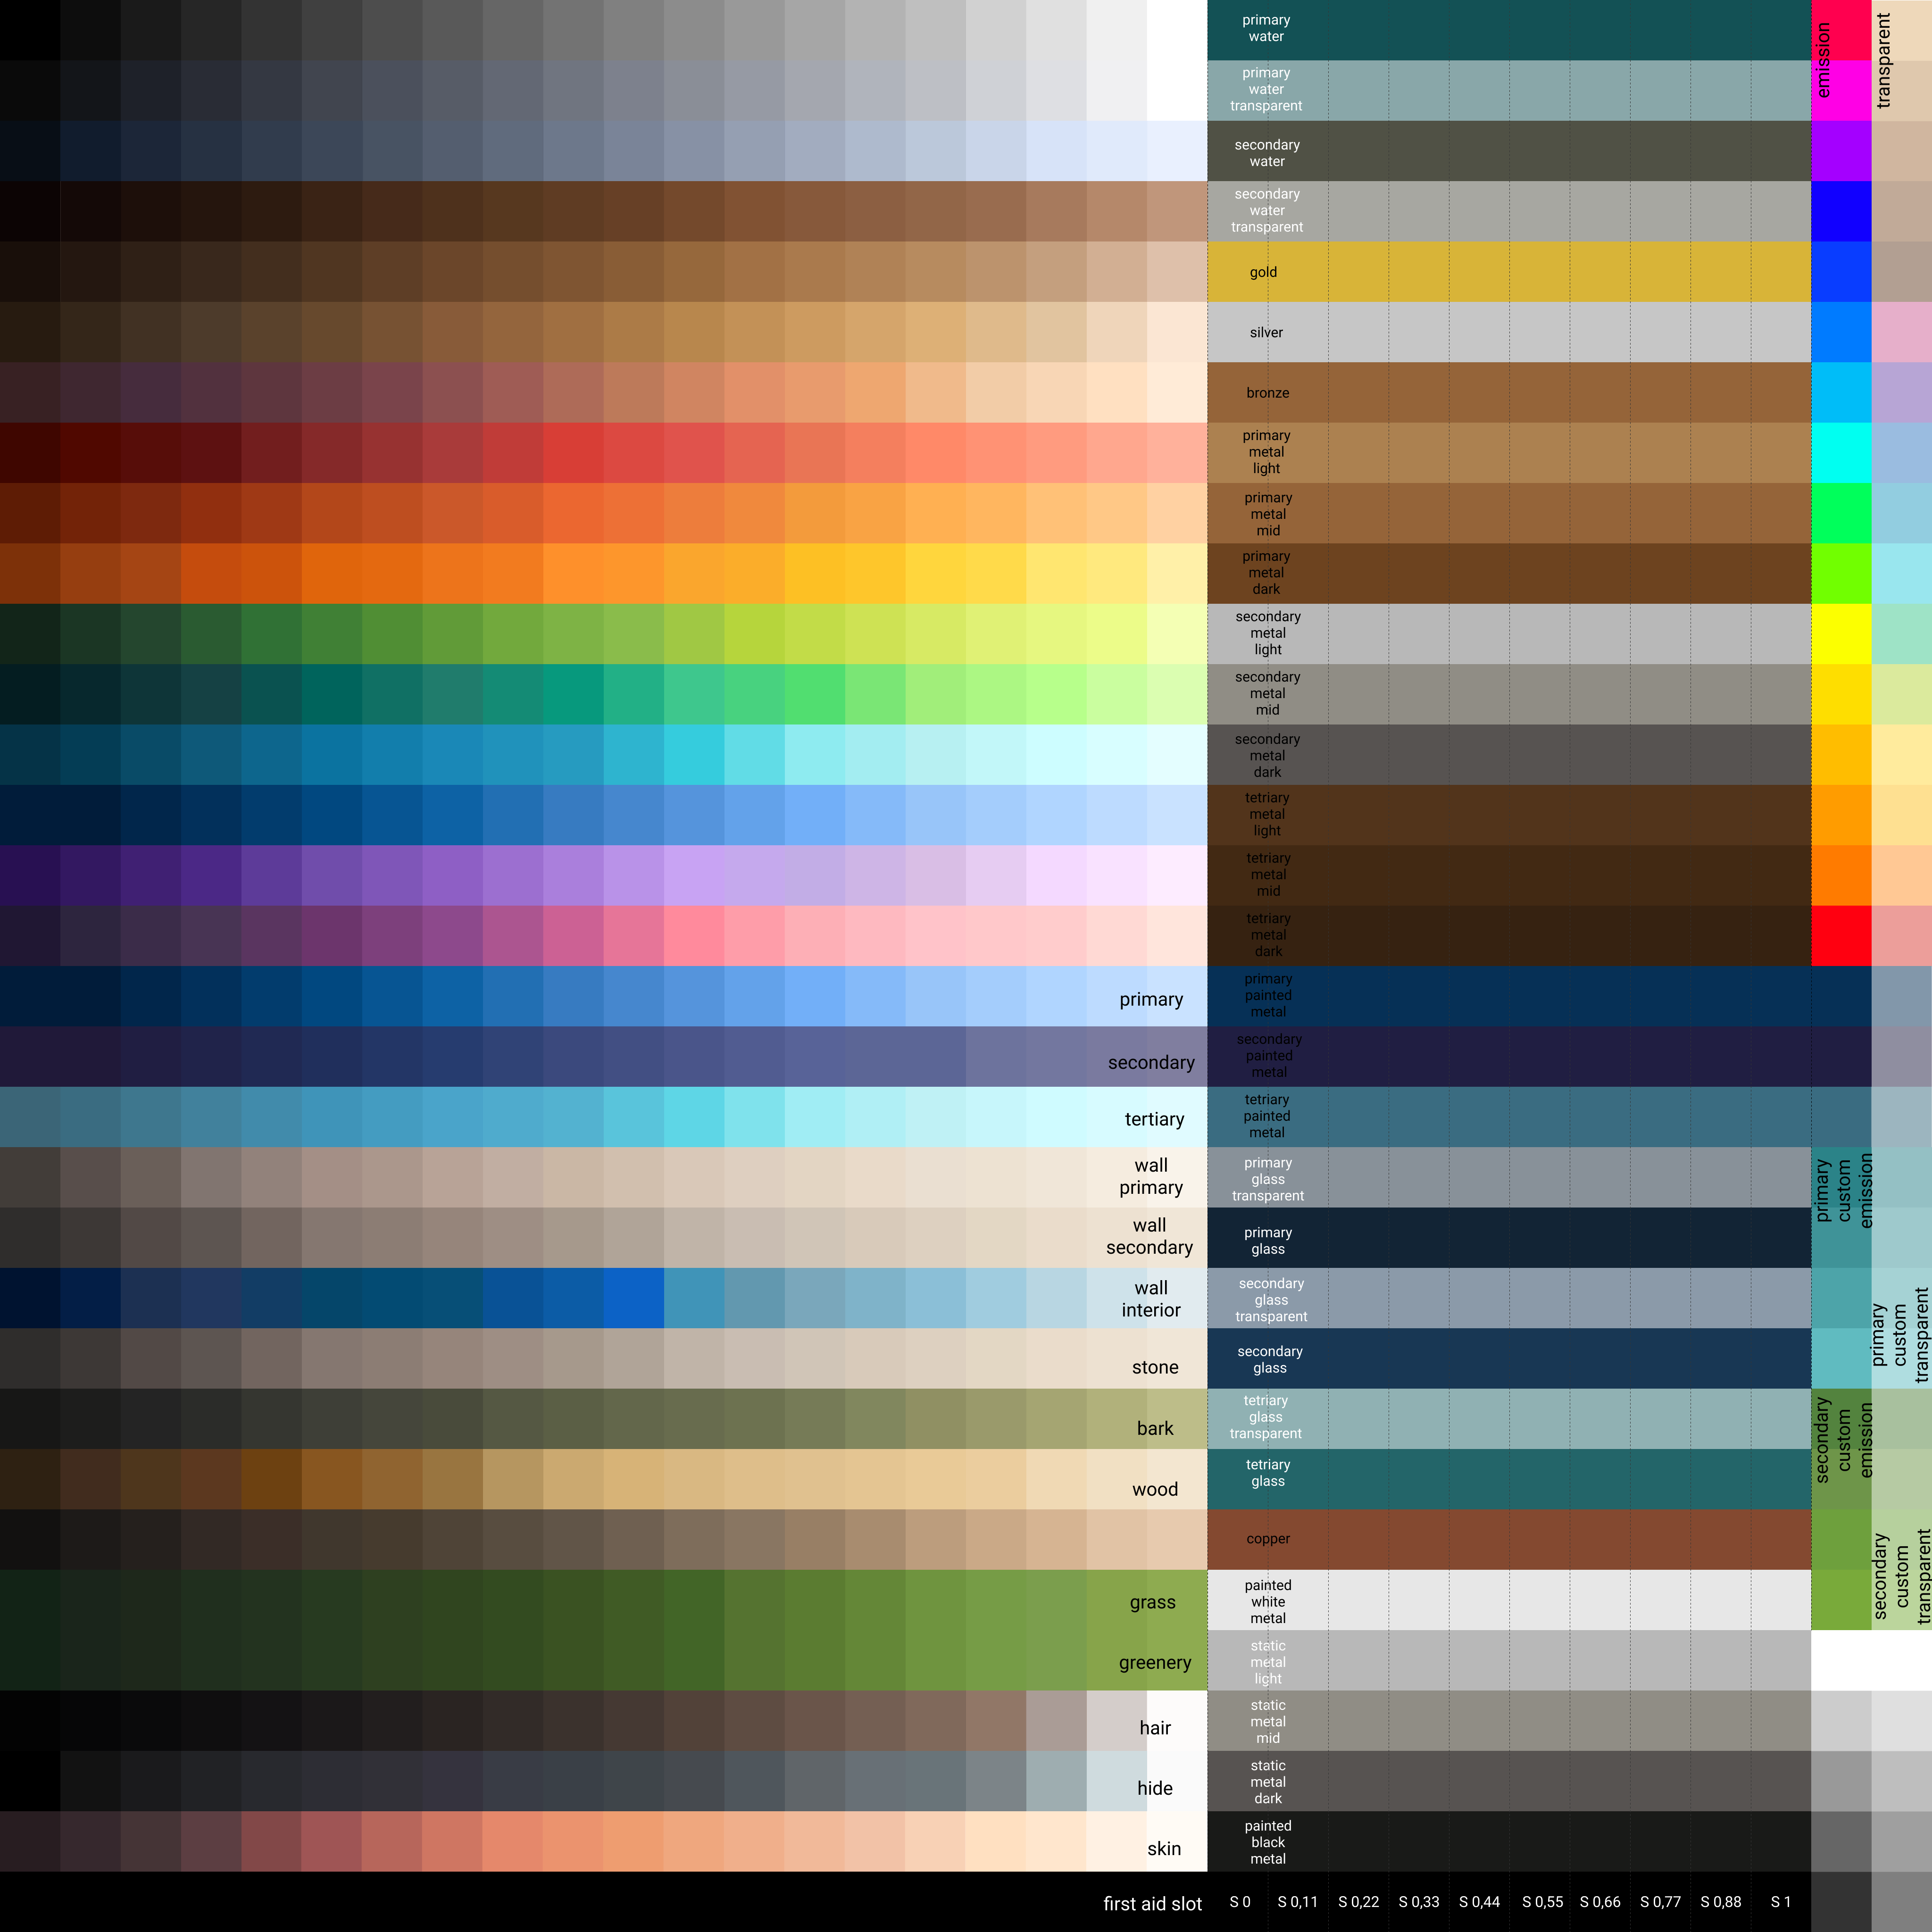 primary
water
primary
water
transparent
secondary
water
secondary
water
transparent
gold
silver
bronze
primary
metal
light
primary
metal
mid
primary
metal
dark
secondary
metal
light
secondary
metal
mid
secondary
metal
dark
tetriary
metal
light
tetriary
metal
mid
tetriary
metal
dark
primary
primary
painted
metal
secondary
secondary
painted
metal
tertiary
tetriary
painted
metal
wall
primary
primary
glass
transparent
wall
secondary
primary
glass
wall
interior
secondary
glass
transparent
stone
secondary
glass
bark
tetriary
glass
transparent
wood
tetriary
glass
copper
grass
painted
white
metal
greenery
static
metal
light
hair
static
metal
mid
hide
static
metal
dark
skin
painted
black
metal
first aid slot
S 0
S 0,11
S 0,22
S 0,33
S 0,44
S 0,55
S 0,66
S 0,77
S 0,88
S 1
emission
transparent
primary
custom
emission
primary
custom
transparent
secondary
custom
emission
secondary
custom
transparent